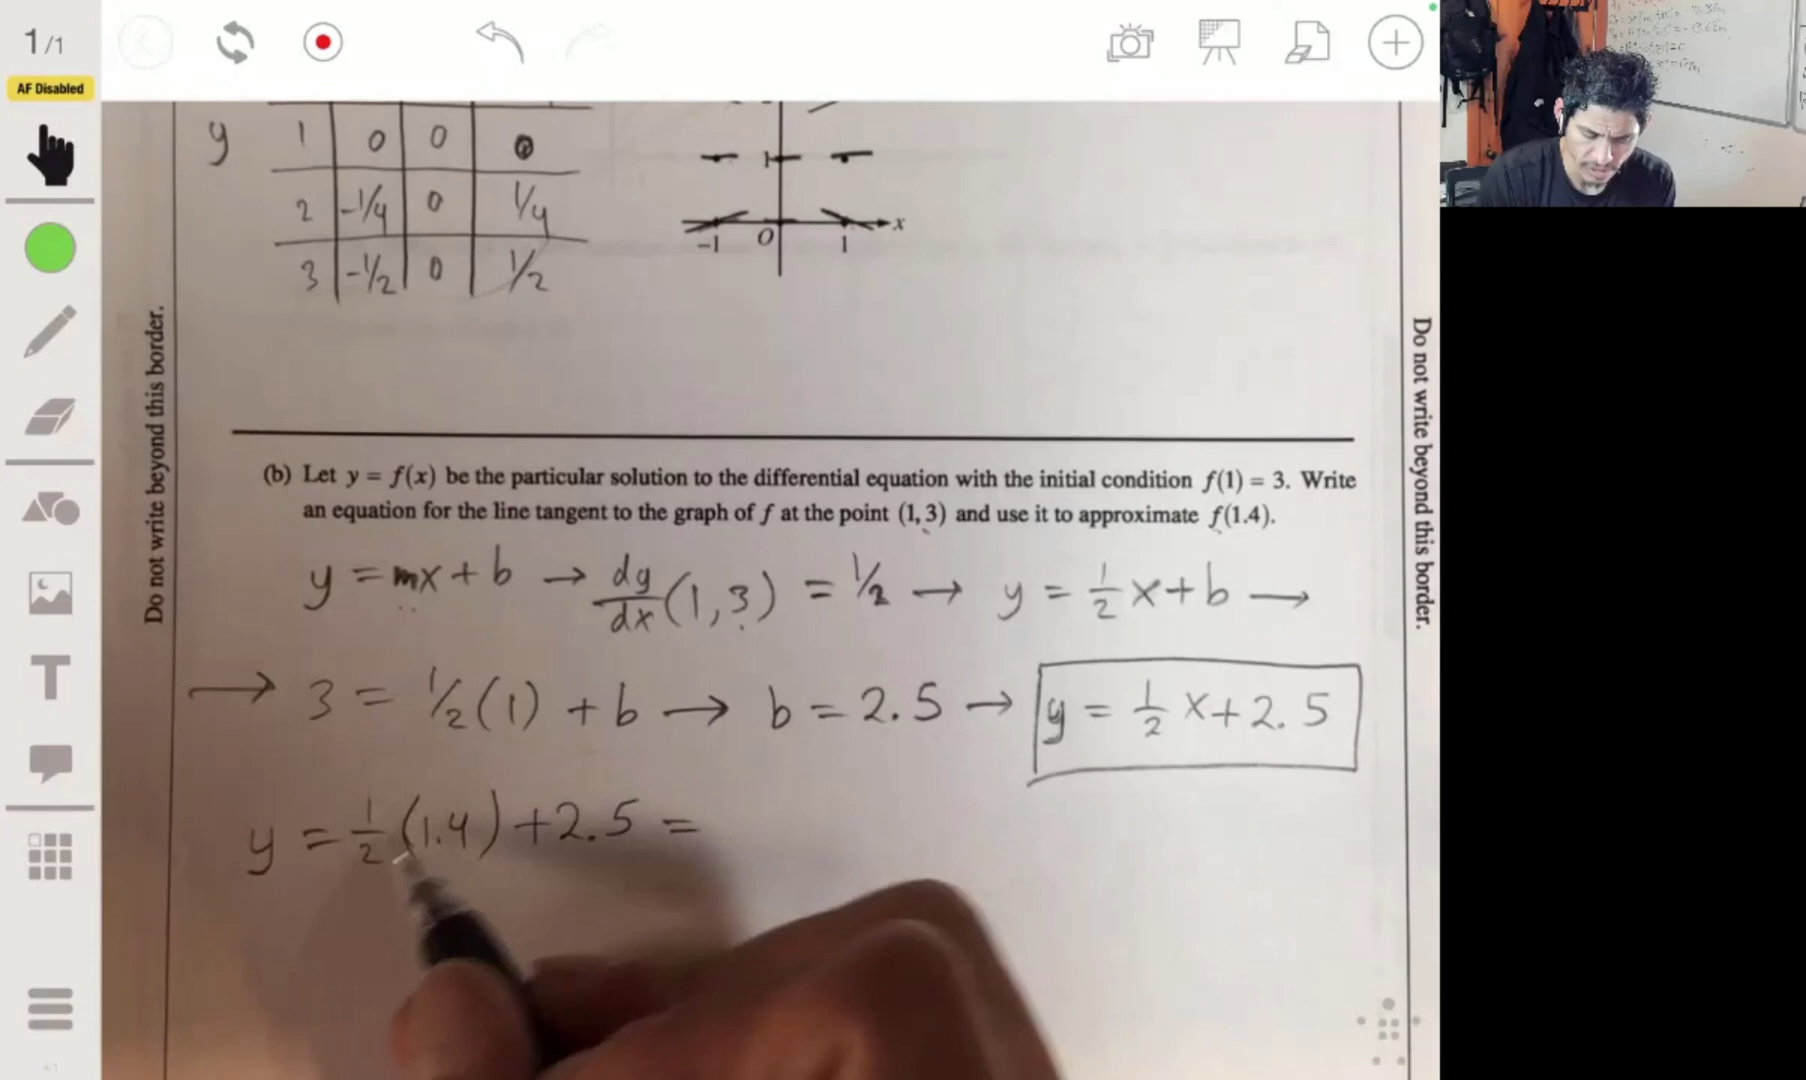 1/1
AF Disabled
y 1 0 0 0
2 -1/4 0 1/4
3 -1/2 0 1/2
-1 O 1 x
Do not write beyond this border.
Do not write beyond this border.
(b) Let y = f(x) be the particular solution to the differential equation with the initial condition f(1) = 3. Write
an equation for the line tangent to the graph of f at the point (1, 3) and use it to approximate f(1.4).
y = mx + b → dy/dx (1, 3) = 1/2 → y = 1/2 x + b →
→ 3 = 1/2 (1) + b → b = 2.5 → y = 1/2 x + 2.5
y = 1/2 (1.4) + 2.5 =
T